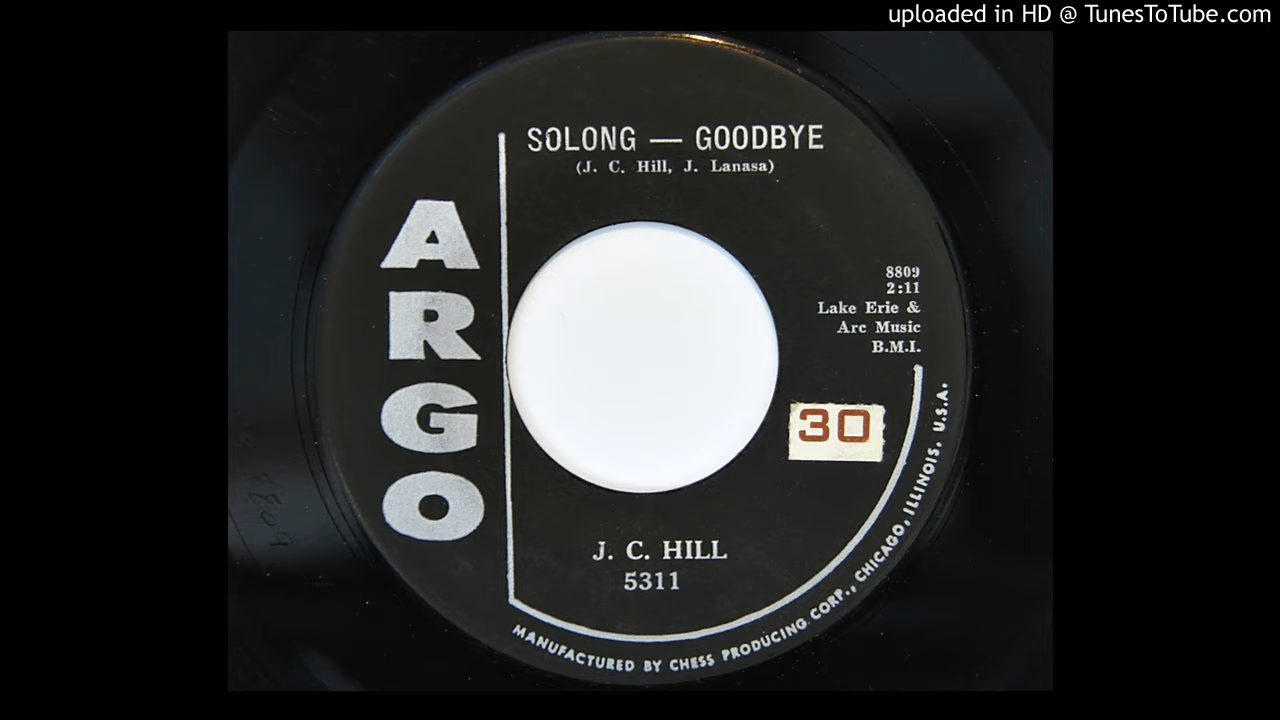 uploaded in HD @ TunesToTube.com
SOLONG — GOODBYE
(J. C. Hill, J. Lanasa)
ARGO
8809
2:11
Lake Erie &
Arc Music
B.M.I.
30
J. C. HILL
5311
MANUFACTURED BY CHESS PRODUCING CORP., CHICAGO, ILLINOIS, U.S.A.